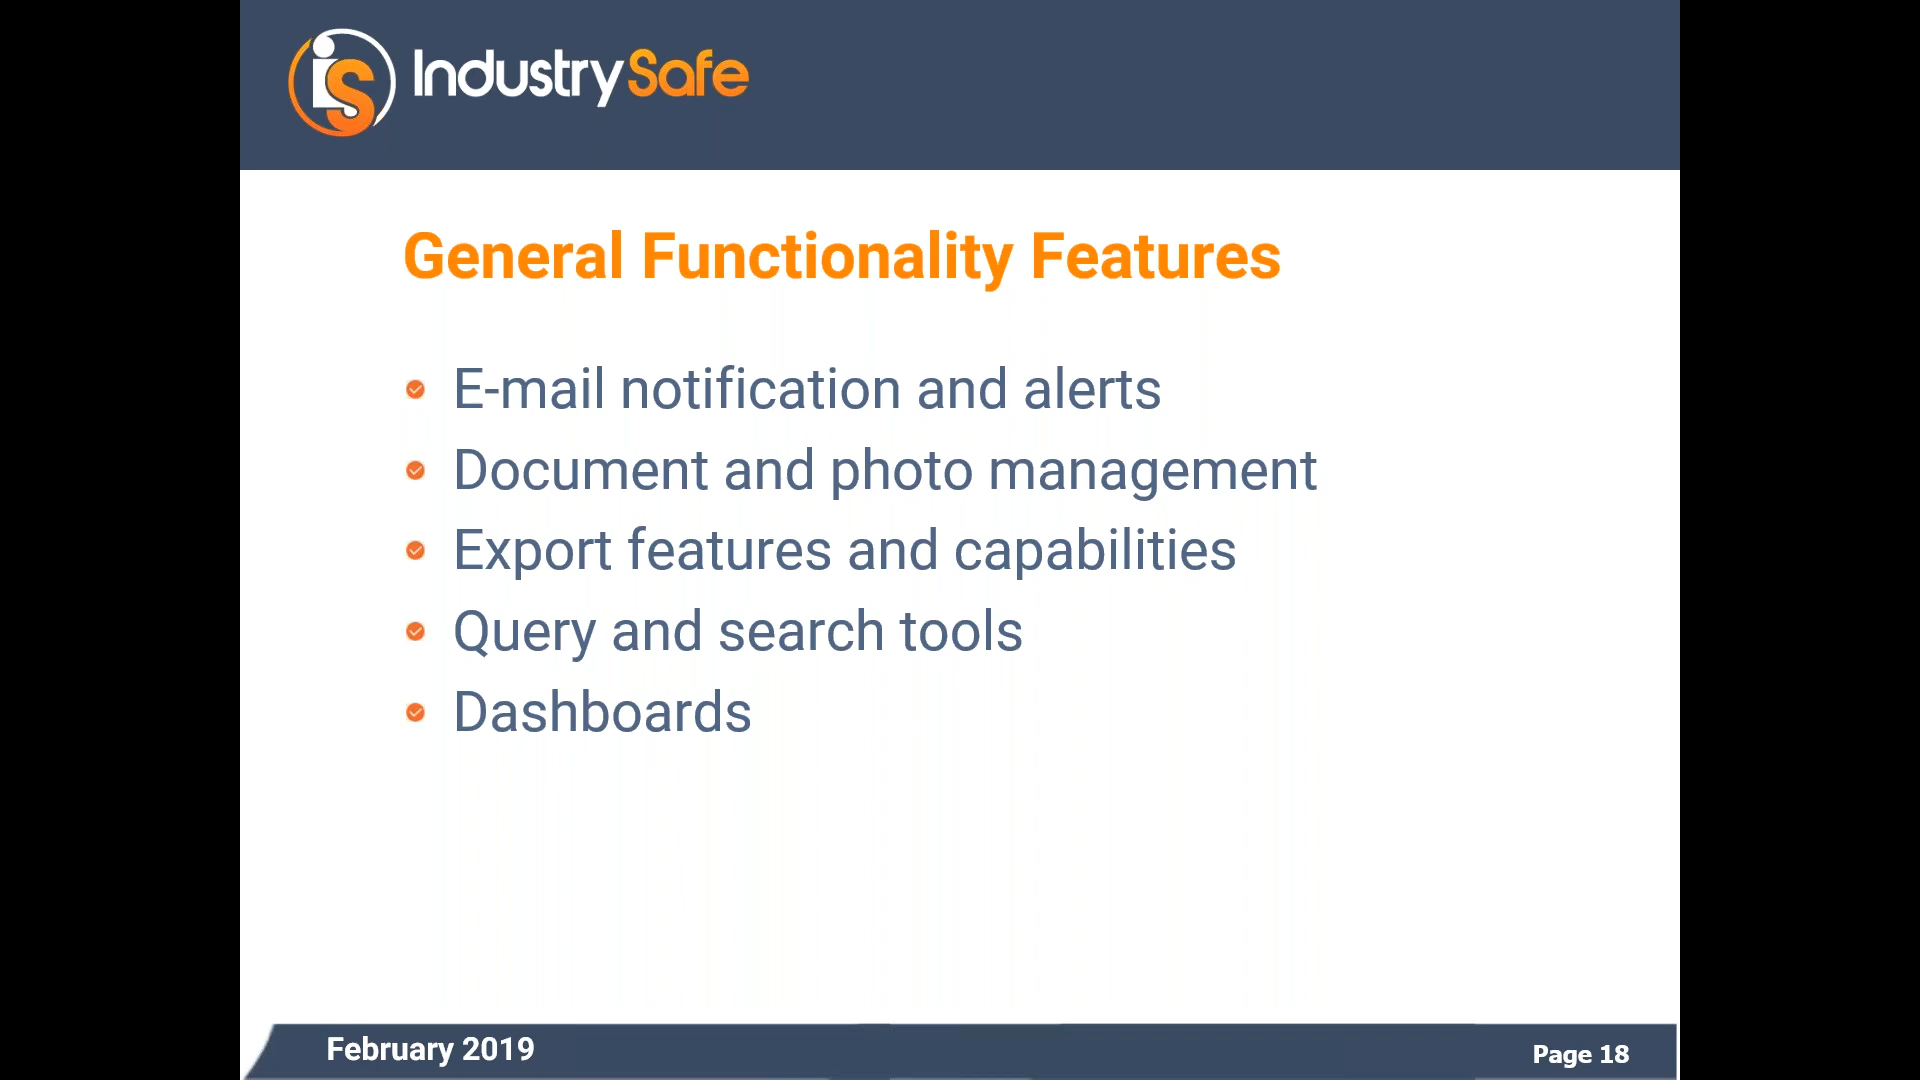 iS IndustrySafe
General Functionality Features
E-mail notification and alerts
Document and photo management
Export features and capabilities
Query and search tools
Dashboards
February 2019
Page 18